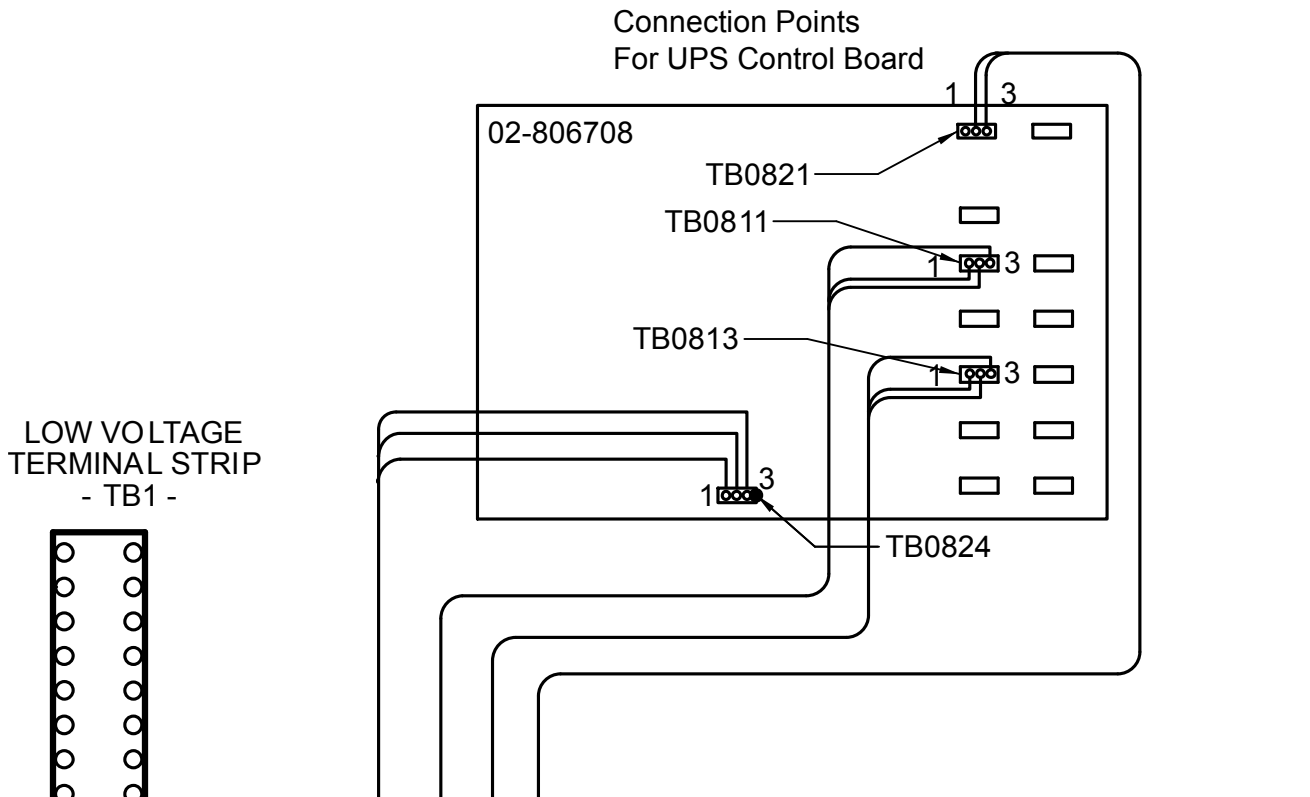 Connection Points
For UPS Control Board
1 3
02-806708
TB0821
TB0811
1 3
TB0813
1 3
LOW VOLTAGE
TERMINAL STRIP
- TB1 -
1 3
TB0824